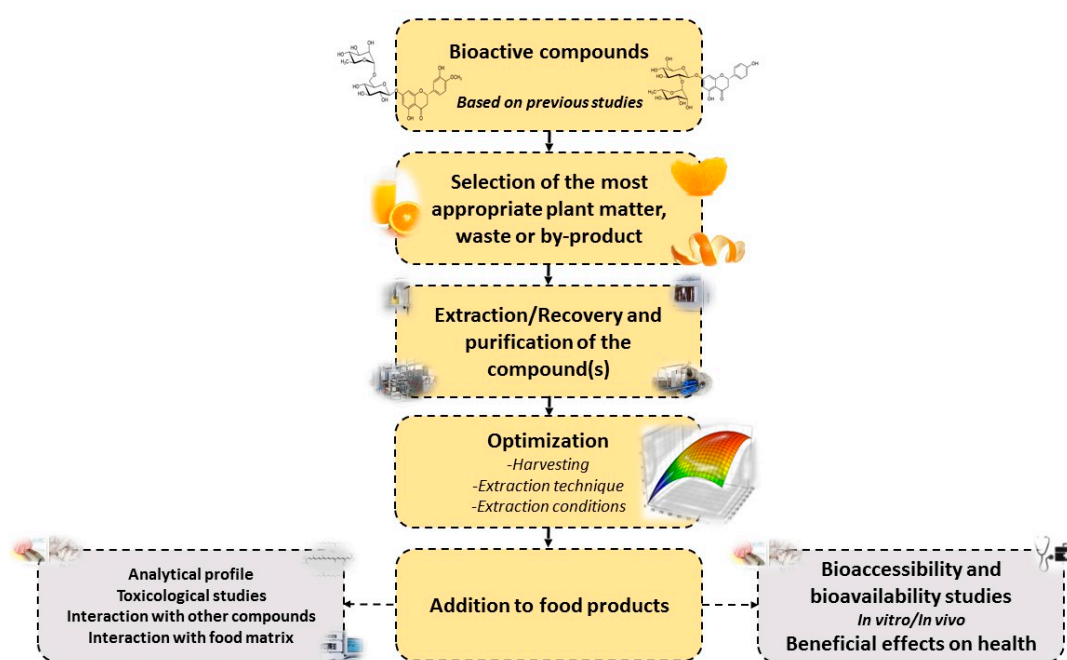 Bioactive compounds
Based on previous studies
Selection of the most
appropriate plant matter,
waste or by-product
Extraction/Recovery and
purification of the
compound(s)
Optimization
-Harvesting
-Extraction technique
-Extraction conditions
Analytical profile
Toxicological studies
Interaction with other compounds
Interaction with food matrix
Addition to food products
Bioaccessibility and
bioavailability studies
In vitro/In vivo
Beneficial effects on health